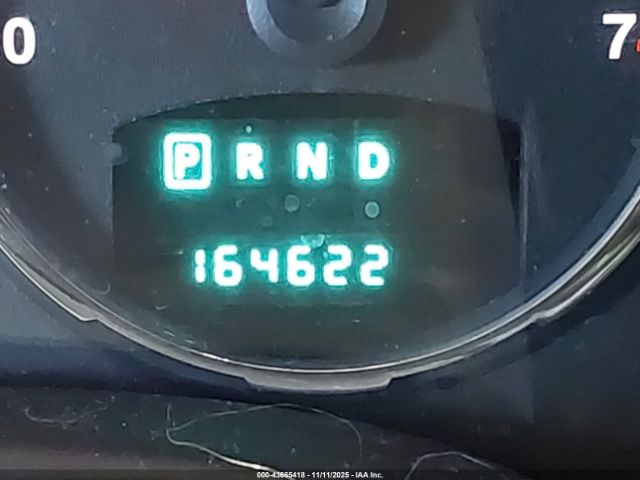 0 7
P R N D
164622
000-43665418 - 11/11/2025 - IAA Inc.